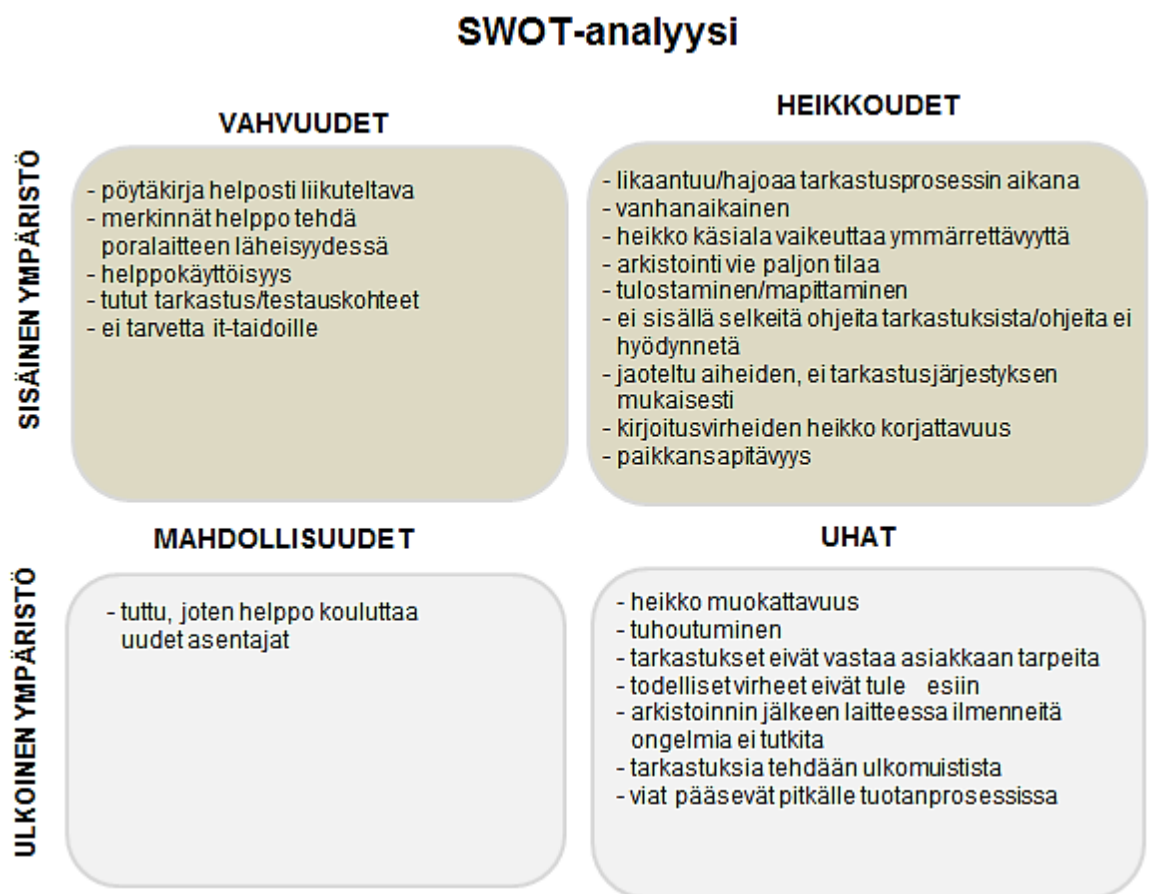 SWOT-analyysi
VAHVUUDET
HEIKKOUDET
SISÄINEN YMPÄRISTÖ
- pöytäkirja helposti liikuteltava
- merkinnät helppo tehdä
poralaitteen läheisyydessä
- helppokäyttöisyys
- tutut tarkastus/testauskohteet
- ei tarvetta it-taidoille
- likaantuu/hajoaa tarkastusprosessin aikana
- vanhanaikainen
- heikko käsiala vaikeuttaa ymmärrettävyyttä
- arkistointi vie paljon tilaa
- tulostaminen/mapittaminen
- ei sisällä selkeitä ohjeita tarkastuksista/ohjeita ei
hyödynnetä
- jaoteltu aiheiden, ei tarkastusjärjestyksen
mukaisesti
- kirjoitusvirheiden heikko korjattavuus
- paikkansapitävyys
MAHDOLLISUUDET
UHAT
ULKOINEN YMPÄRISTÖ
- tuttu, joten helppo kouluttaa
uudet asentajat
- heikko muokattavuus
- tuhoutuminen
- tarkastukset eivät vastaa asiakkaan tarpeita
- todelliset virheet eivät tule esiin
- arkistoinnin jälkeen laitteessa ilmenneitä
ongelmia ei tutkita
- tarkastuksia tehdään ulkomuistista
- viat pääsevät pitkälle tuotanprosessissa